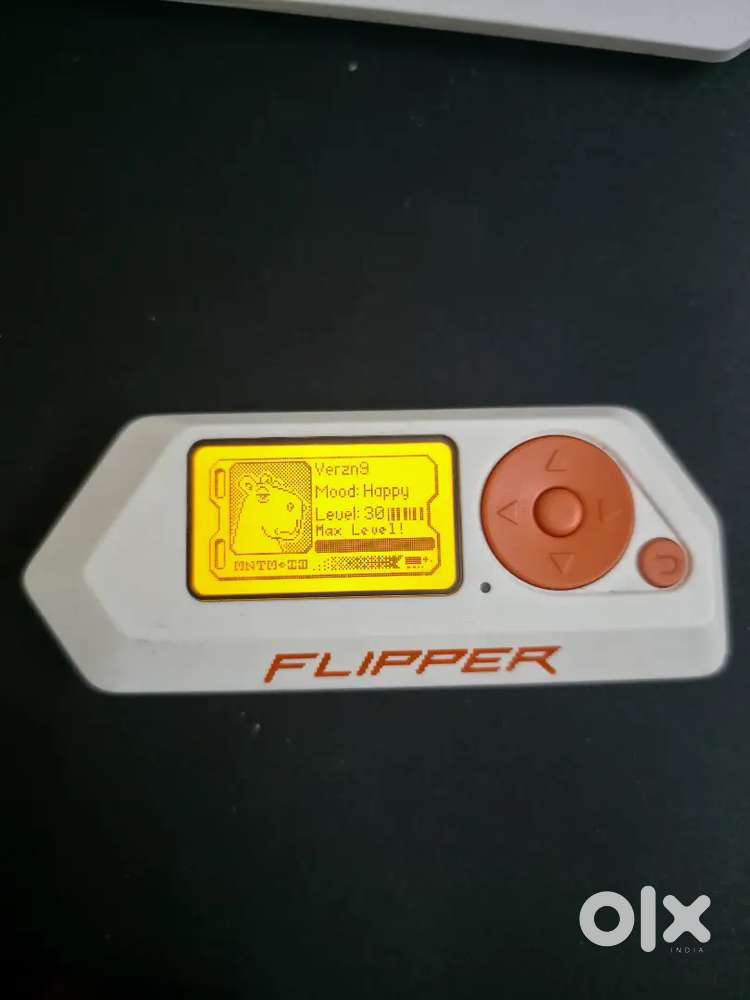 Verzn9
Mood: Happy
Level: 30
Max Level!
FLIPPER
olx
INDIA